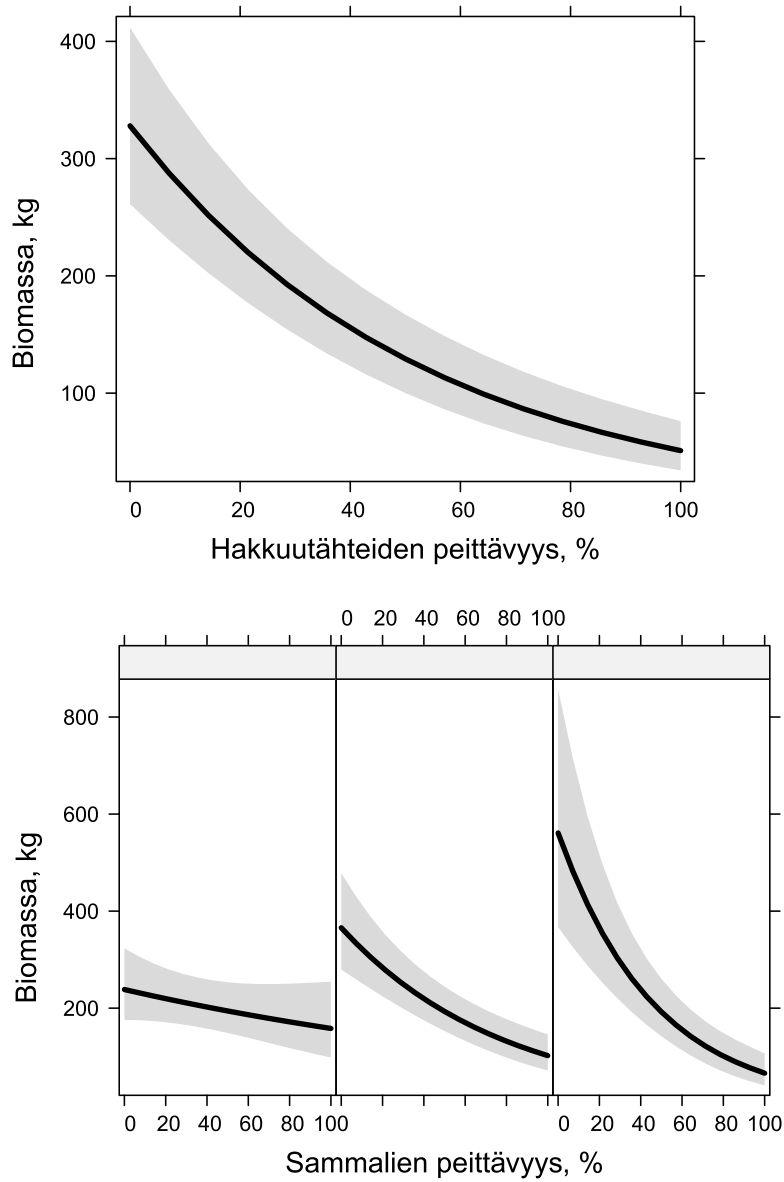 400
300
200
100
Biomassa, kg
0 20 40 60 80 100
Hakkuutähteiden peittävyys, %
0 20 40 60 80 100
800
600
400
200
Biomassa, kg
0 20 40 60 80 100 0 20 40 60 80 100
Sammalien peittävyys, %